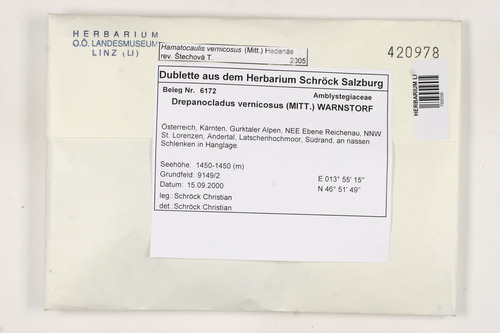 HERBARIUM
O.Ö. LANDESMUSEUM
LINZ (LI)
Hamatocaulis vernicosus (Mitt.) Hedenäs
rev. Štechová T. 2005
420978
HERBARIUM LI
Dublette aus dem Herbarium Schröck Salzburg
Beleg Nr. 6172
Amblystegiaceae
Drepanocladus vernicosus (MITT.) WARNSTORF
Österreich, Kärnten, Gurktaler Alpen, NEE Ebene Reichenau, NNW
St. Lorenzen, Andertal, Latschenhochmoor, Südrand, an nassen
Schlenken in Hanglage.
Seehöhe: 1450-1450 (m)
Grundfeld: 9149/2
Datum: 15.09.2000
E 013° 55' 15"
N 46° 51' 49"
leg.: Schröck Christian
det.: Schröck Christian